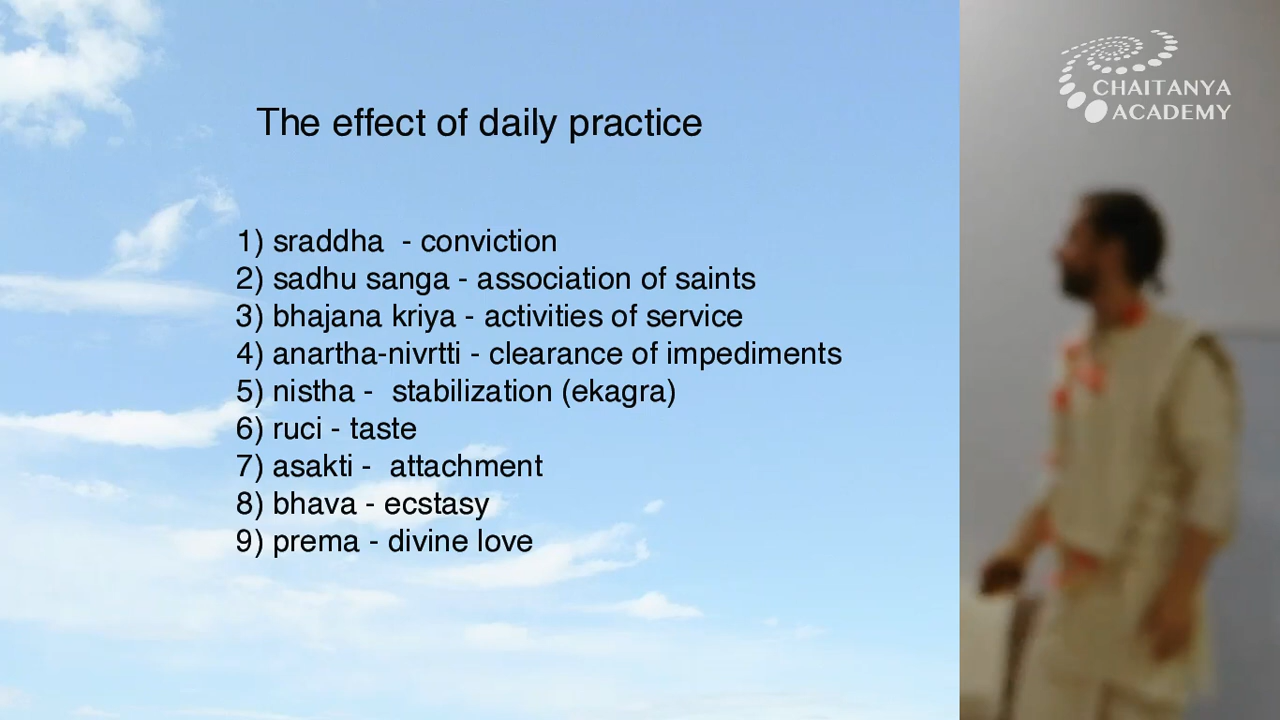 The effect of daily practice
1) sraddha - conviction
2) sadhu sanga - association of saints
3) bhajana kriya - activities of service
4) anartha-nivrtti - clearance of impediments
5) nistha - stabilization (ekagra)
6) ruci - taste
7) asakti - attachment
8) bhava - ecstasy
9) prema - divine love
CHAITANYA
ACADEMY